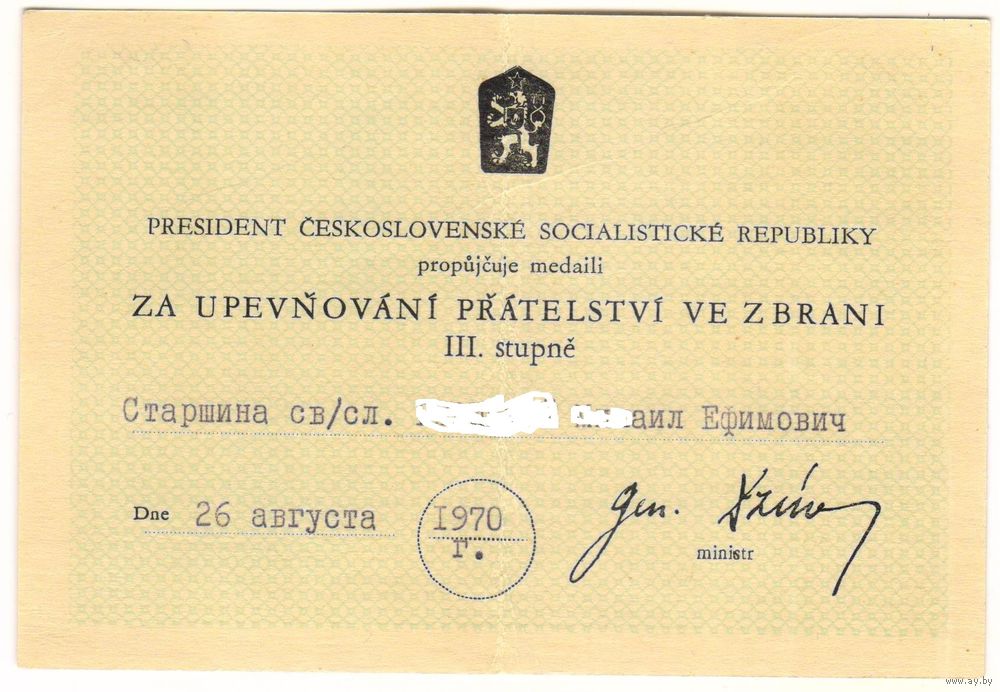 PRESIDENT ČESKOSLOVENSKÉ SOCIALISTICKÉ REPUBLIKY
propůjčuje medaili
ZA UPEVŇOVÁNÍ PŘÁTELSTVÍ VE ZBRANI
III. stupně
Старшина св/сл. Ефимович
Dne 26 августа 1970
г.
gen.
ministr
www.ay.by